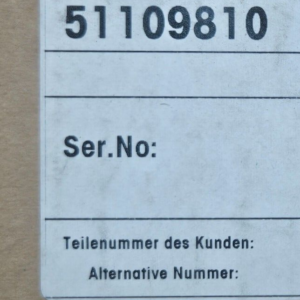 51109810
Ser.No:
Teilenummer des Kunden:
Alternative Nummer: